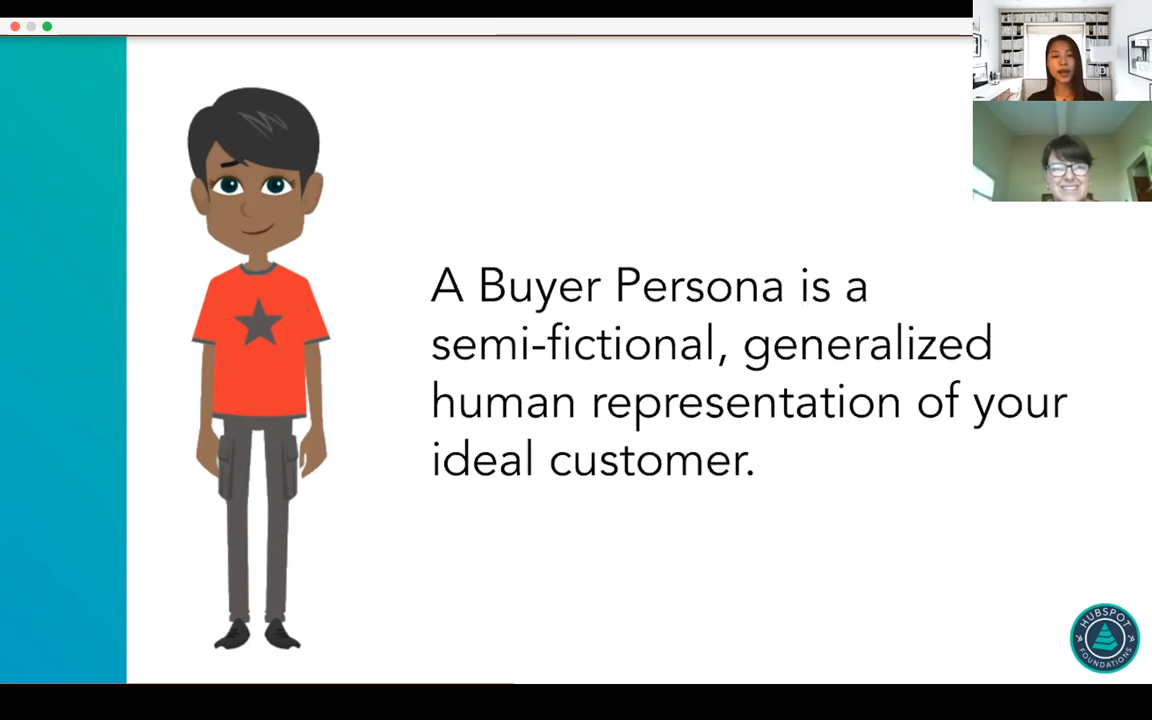 A Buyer Persona is a
semi-fictional, generalized
human representation of your
ideal customer.
HUBSPOT
FOUNDATIONS